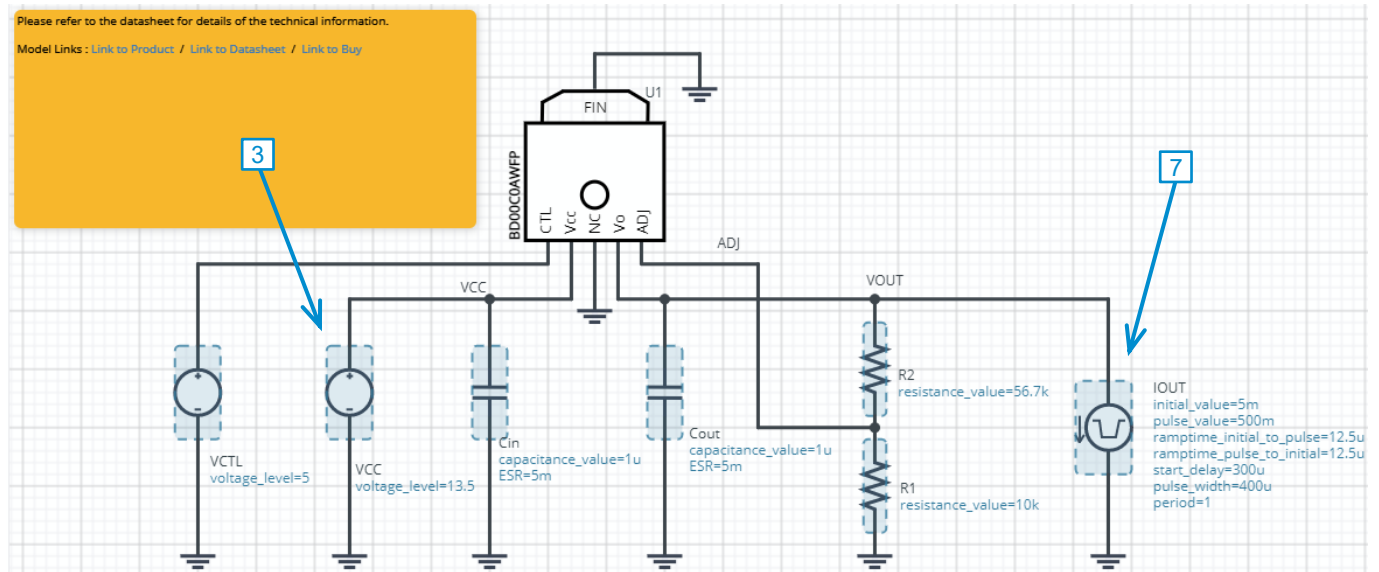 Please refer to the datasheet for details of the technical information.
Model Links : Link to Product / Link to Datasheet / Link to Buy
U1
FIN
3
7
BD00C0AWFP
CTL
Vcc
NC
Vo
ADJ
ADJ
VCC
VOUT
VCTL
voltage_level=5
VCC
voltage_level=13.5
Cin
capacitance_value=1u
ESR=5m
Cout
capacitance_value=1u
ESR=5m
R2
resistance_value=56.7k
R1
resistance_value=10k
IOUT
initial_value=5m
pulse_value=500m
ramptime_initial_to_pulse=12.5u
ramptime_pulse_to_initial=12.5u
start_delay=300u
pulse_width=400u
period=1